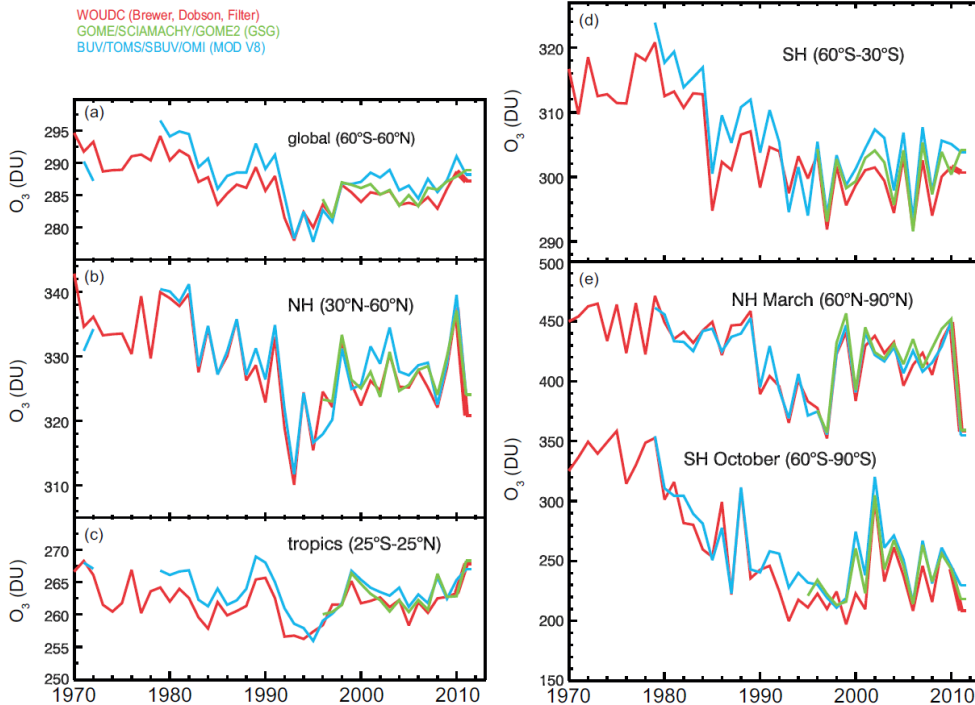 WOUDC (Brewer, Dobson, Filter)
GOME/SCIAMACHY/GOME2 (GSG)
BUV/TOMS/SBUV/OMI (MOD V8)
(a)
global (60°S-60°N)
O₃ (DU)
295
290
285
280
(b)
NH (30°N-60°N)
O₃ (DU)
340
330
320
310
305
(c)
tropics (25°S-25°N)
O₃ (DU)
270
265
260
255
250
1970
1980
1990
2000
2010
(d)
SH (60°S-30°S)
O₃ (DU)
320
310
300
290
(e)
NH March (60°N-90°N)
SH October (60°S-90°S)
O₃ (DU)
O₃ (DU)
500
450
400
350
300
250
200
150
1970
1980
1990
2000
2010